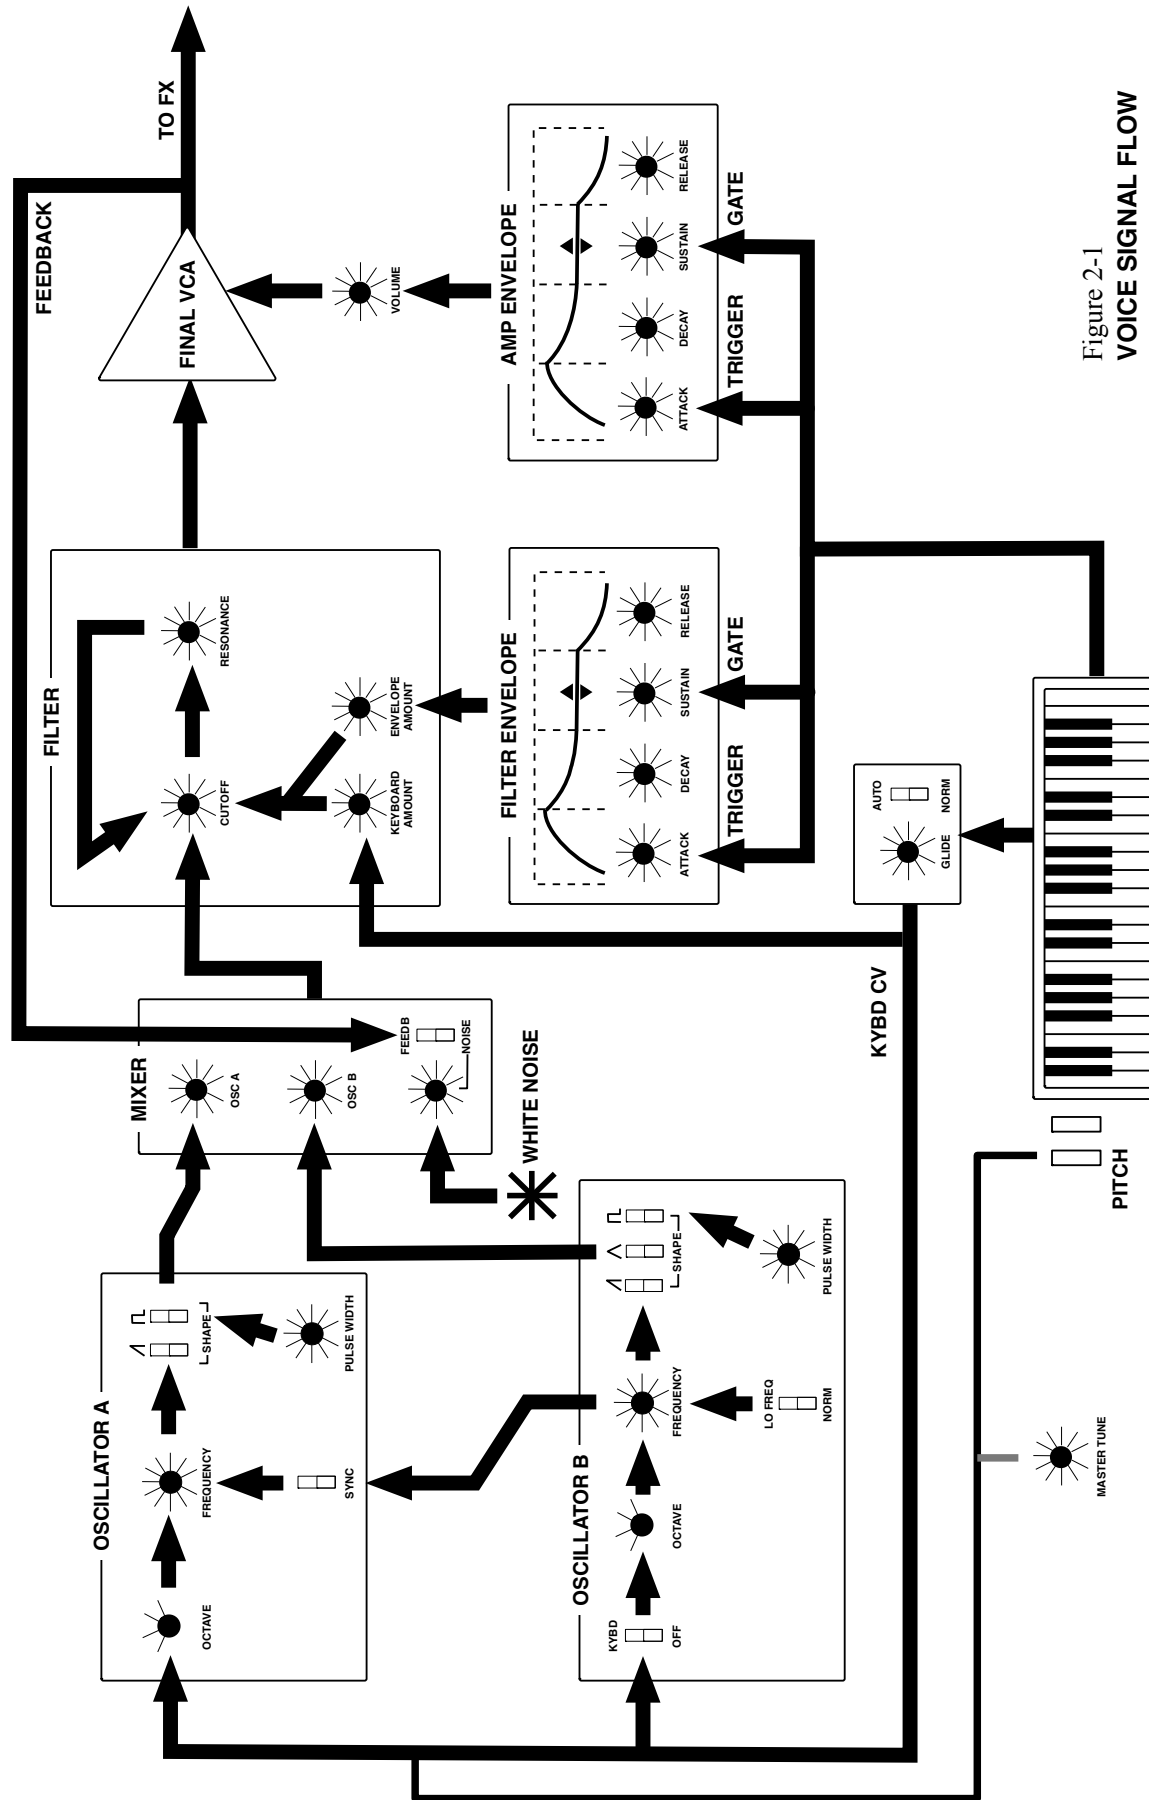 OSCILLATOR A
OCTAVE
FREQUENCY
SYNC
SHAPE
PULSE WIDTH
OSCILLATOR B
KYBD
OFF
OCTAVE
FREQUENCY
LO FREQ
NORM
SHAPE
PULSE WIDTH
MIXER
OSC A
OSC B
FEEDB
NOISE
WHITE NOISE
FILTER
CUTOFF
RESONANCE
KEYBOARD
AMOUNT
ENVELOPE
AMOUNT
FEEDBACK
FINAL VCA
TO FX
VOLUME
FILTER ENVELOPE
ATTACK
DECAY
SUSTAIN
RELEASE
TRIGGER
GATE
AMP ENVELOPE
ATTACK
DECAY
SUSTAIN
RELEASE
TRIGGER
GATE
KYBD CV
AUTO
NORM
GLIDE
MASTER TUNE
PITCH
Figure 2-1
VOICE SIGNAL FLOW